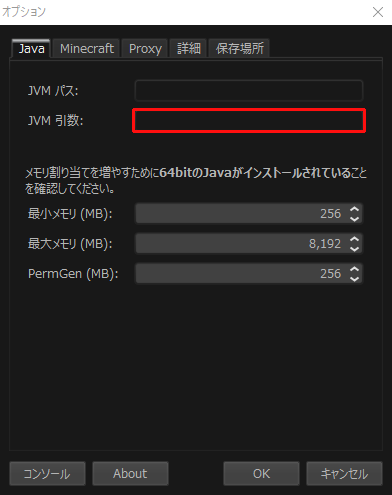 オプション
Java Minecraft Proxy 詳細 保存場所
JVM パス:
JVM 引数:
メモリ割り当てを増やすために64bitのJavaがインストールされていること
を確認してください。
最小メモリ (MB): 256
最大メモリ (MB): 8,192
PermGen (MB): 256
コンソール About OK キャンセル